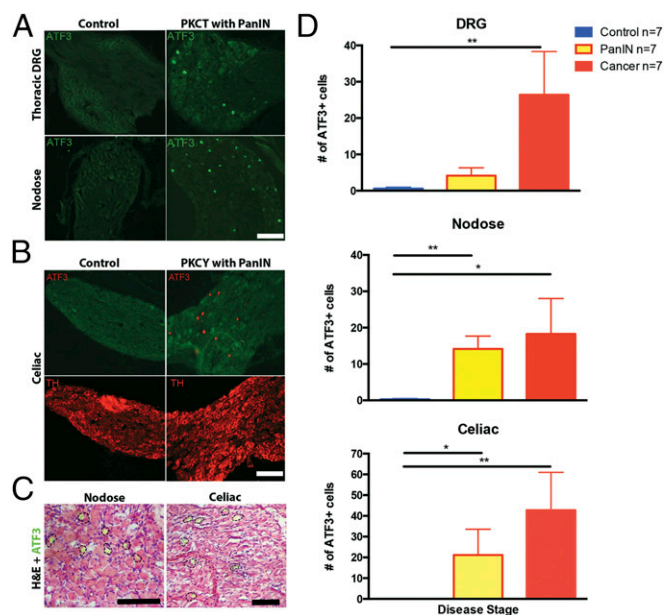 A
Control
PKCT with PanIN
Thoracic DRG
ATF3
ATF3
Nodose
ATF3
ATF3
B
Control
PKCY with PanIN
Celiac
ATF3
ATF3
TH
TH
C
Nodose
Celiac
H&E + ATF3
D
DRG
Control n=7
PanIN n=7
Cancer n=7
# of ATF3+ cells
40
30
20
10
0
**
Nodose
# of ATF3+ cells
40
30
20
10
0
**
*
Celiac
# of ATF3+ cells
70
60
50
40
30
20
10
0
*
**
Disease Stage